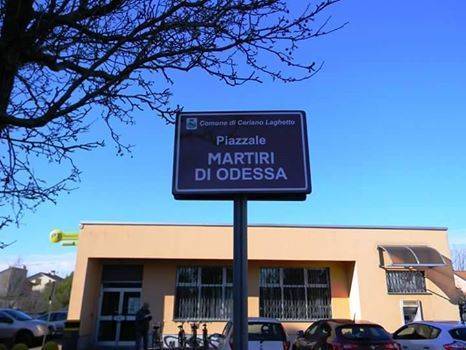 Comune di Ceriano Laghetto
Piazzale
MARTIRI
DI ODESSA